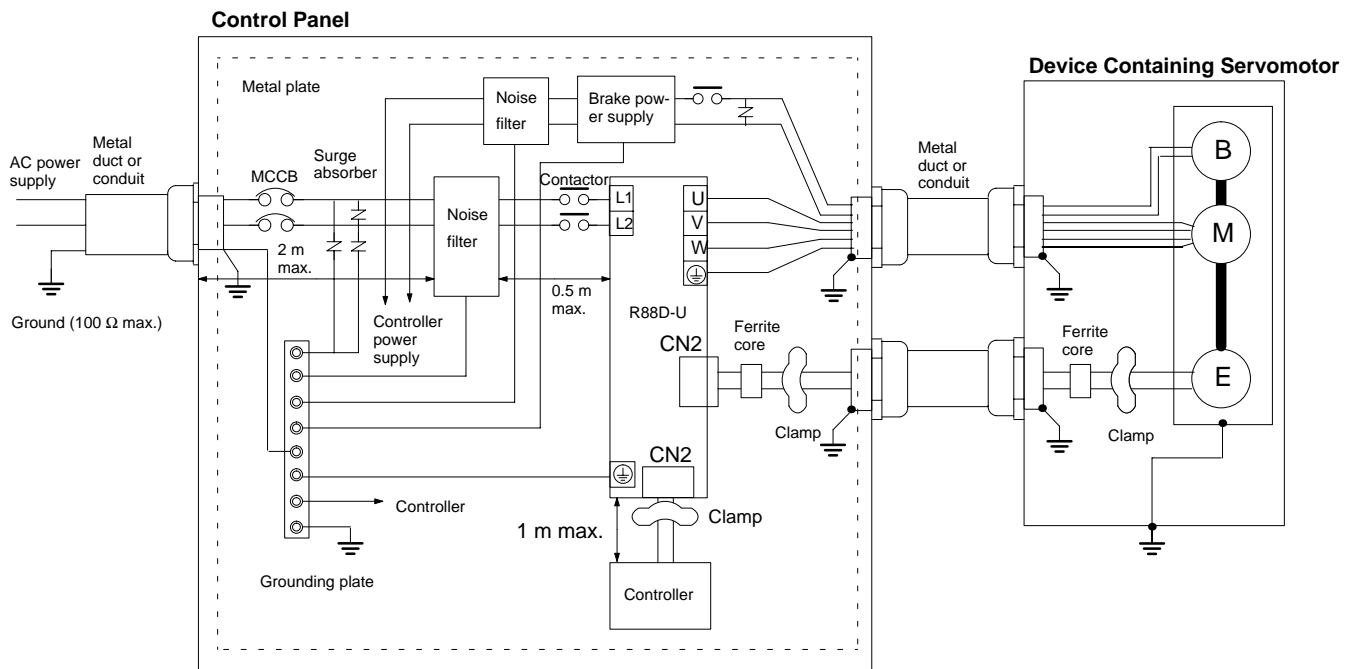 Control Panel
Device Containing Servomotor
Metal plate
Noise
filter
Brake pow-
er supply
Metal
duct or
conduit
AC power
supply
MCCB
Surge
absorber
Contactor
Metal
duct or
conduit
B
L1
L2
Noise
filter
U
V
W
M
2 m
max.
0.5 m
max.
R88D-U
Ground (100 Ω max.)
Controller
power
supply
CN2
Ferrite
core
Ferrite
core
E
Clamp
Clamp
CN2
Controller
Clamp
1 m max.
Grounding plate
Controller